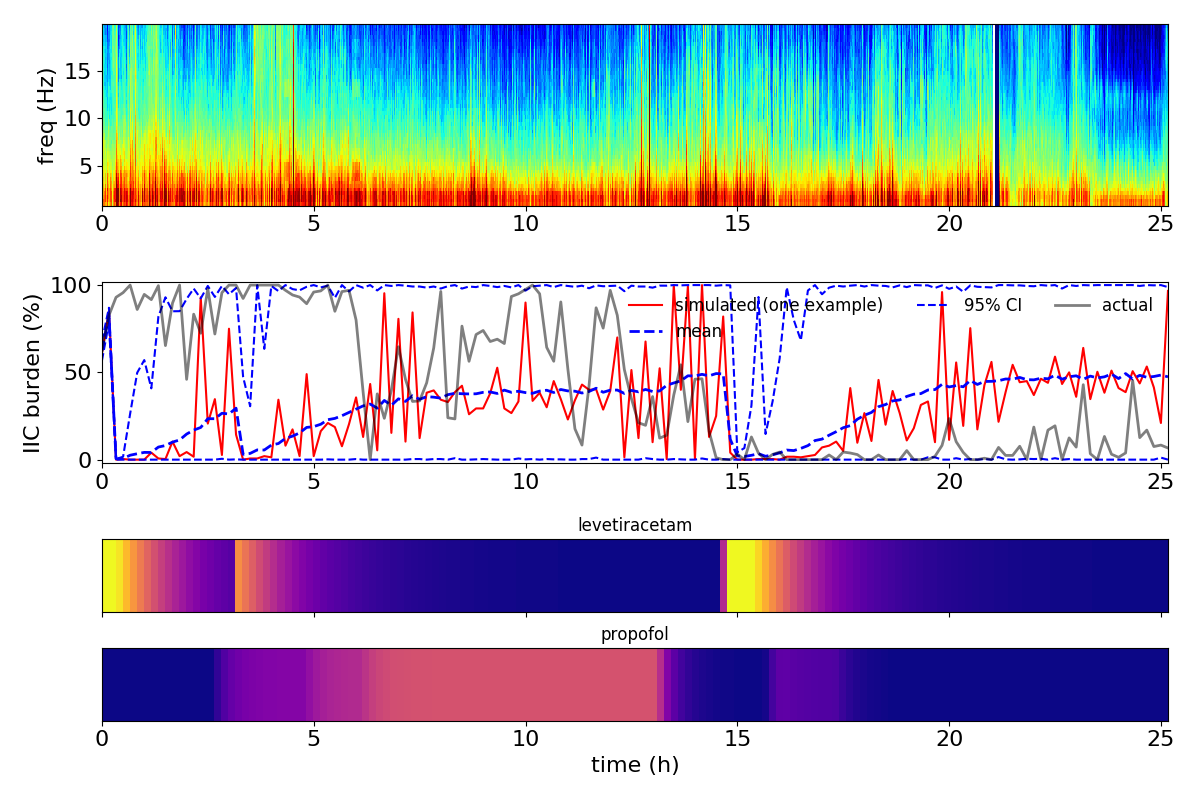 freq (Hz)
15
10
5
0 5 10 15 20 25
IIC burden (%)
100
50
0
simulated (one example) 95% CI actual
mean
0 5 10 15 20 25
levetiracetam
propofol
0 5 10 15 20 25
time (h)